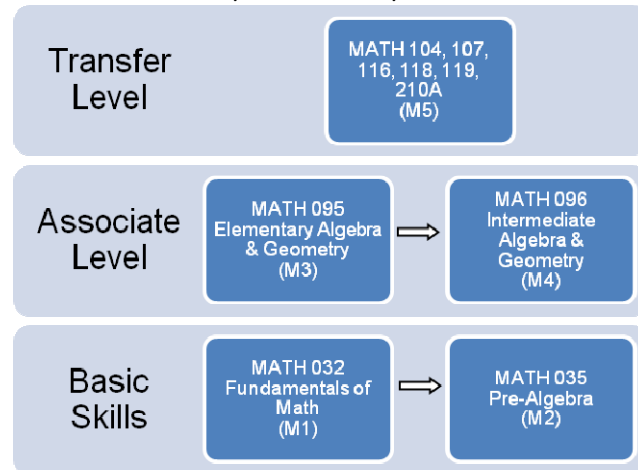 Transfer
Level
MATH 104, 107,
116, 118, 119,
210A
(M5)
Associate
Level
MATH 095
Elementary Algebra
& Geometry
(M3)
MATH 096
Intermediate
Algebra &
Geometry
(M4)
Basic
Skills
MATH 032
Fundamentals of
Math
(M1)
MATH 035
Pre-Algebra
(M2)